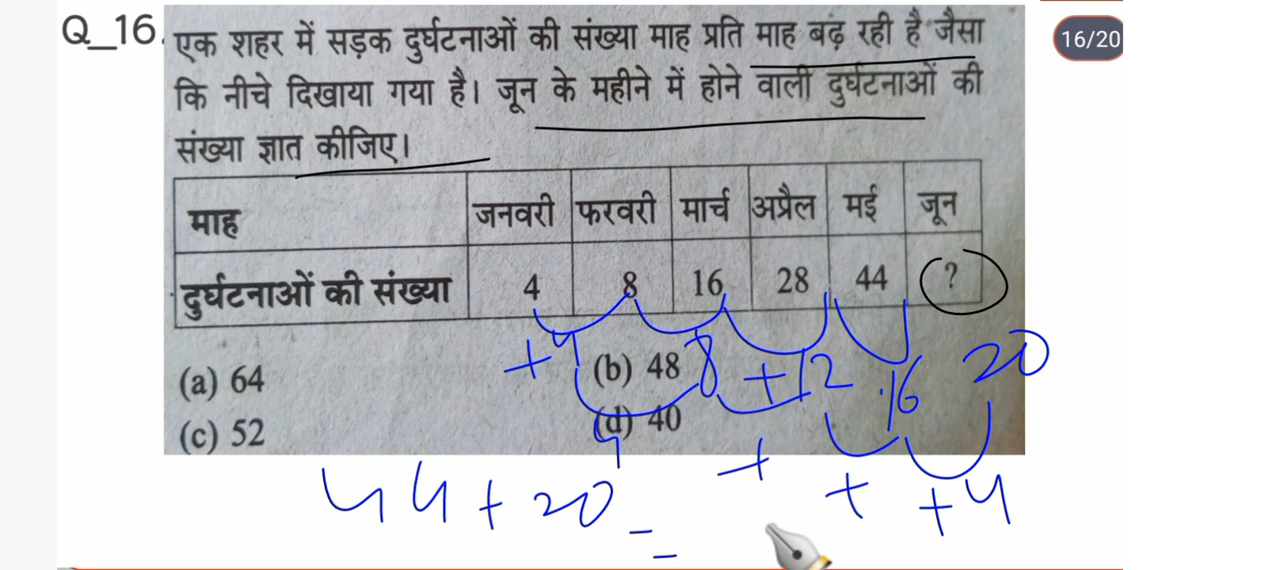 Q_16.
एक शहर में सड़क दुर्घटनाओं की संख्या माह प्रति माह बढ़ रही है जैसा
कि नीचे दिखाया गया है। जून के महीने में होने वाली दुर्घटनाओं की
संख्या ज्ञात कीजिए।
16/20
माह जनवरी फरवरी मार्च अप्रैल मई जून
दुर्घटनाओं की संख्या 4 8 16 28 44 ?
+4 8 +12 16 20
(a) 64 (b) 48
(c) 52 (d) 40
4 + + +4
44+20 =